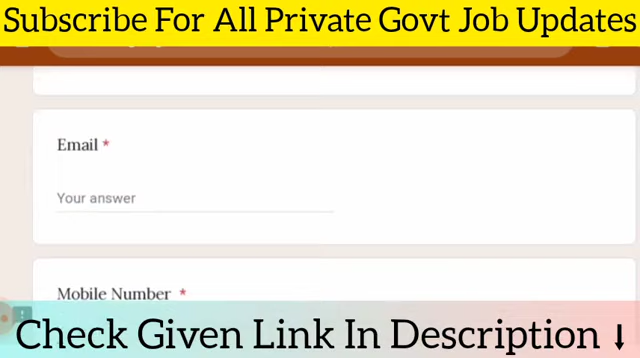 Subscribe For All Private Govt Job Updates
Email *
Your answer
Mobile Number *
Check Given Link In Description ↓